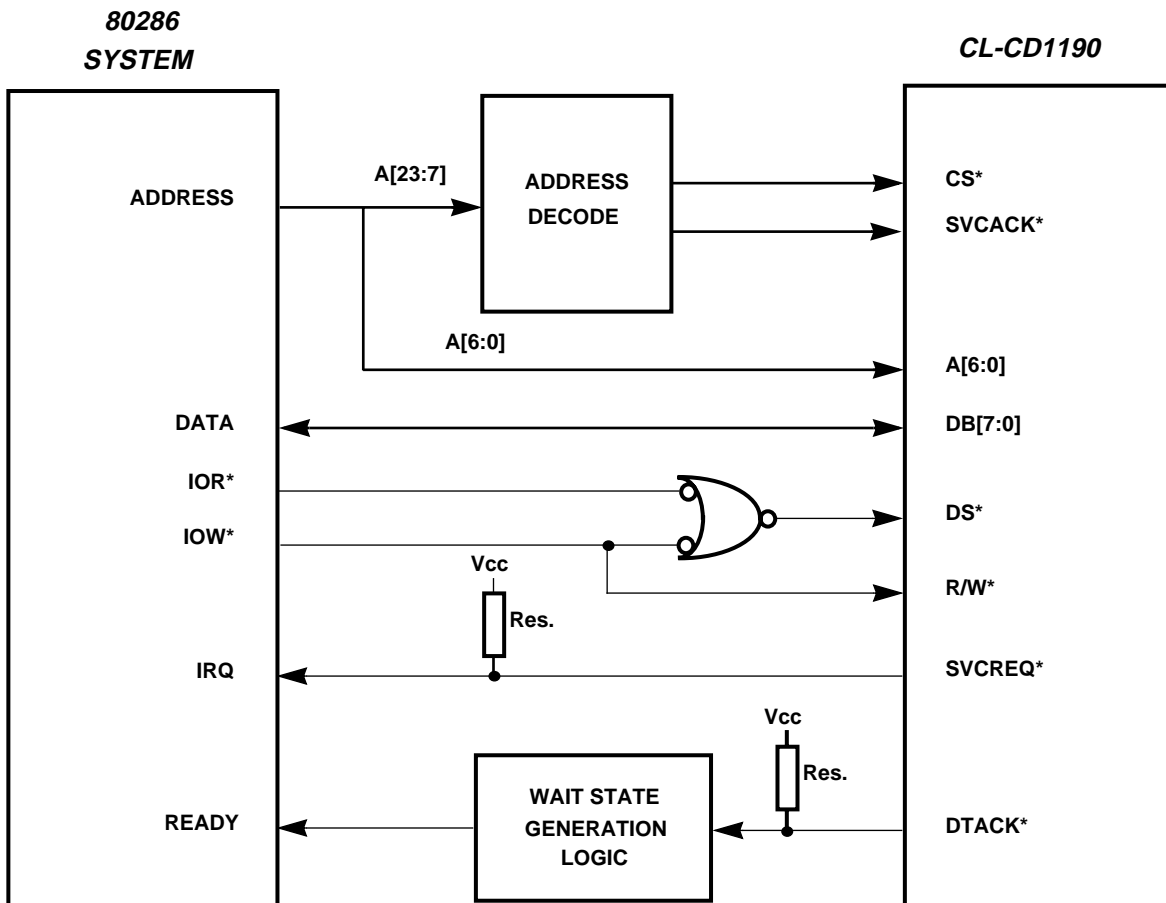 80286
SYSTEM
CL-CD1190
ADDRESS
A[23:7]
ADDRESS
DECODE
CS*
SVCACK*
A[6:0]
A[6:0]
DATA
DB[7:0]
IOR*
IOW*
DS*
R/W*
Vcc
Res.
IRQ
SVCREQ*
Vcc
Res.
READY
WAIT STATE
GENERATION
LOGIC
DTACK*